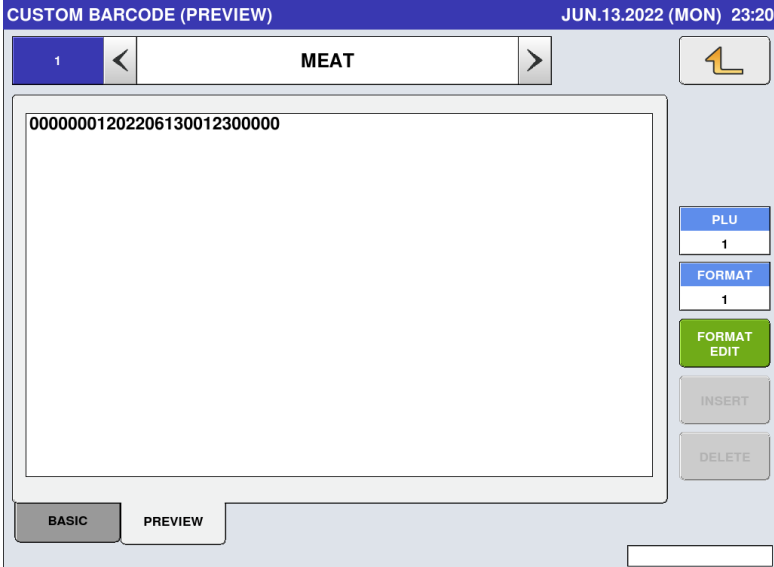 CUSTOM BARCODE (PREVIEW) JUN.13.2022 (MON) 23:20
1 MEAT
00000001202206130012300000
PLU
1
FORMAT
1
FORMAT
EDIT
INSERT
DELETE
BASIC PREVIEW